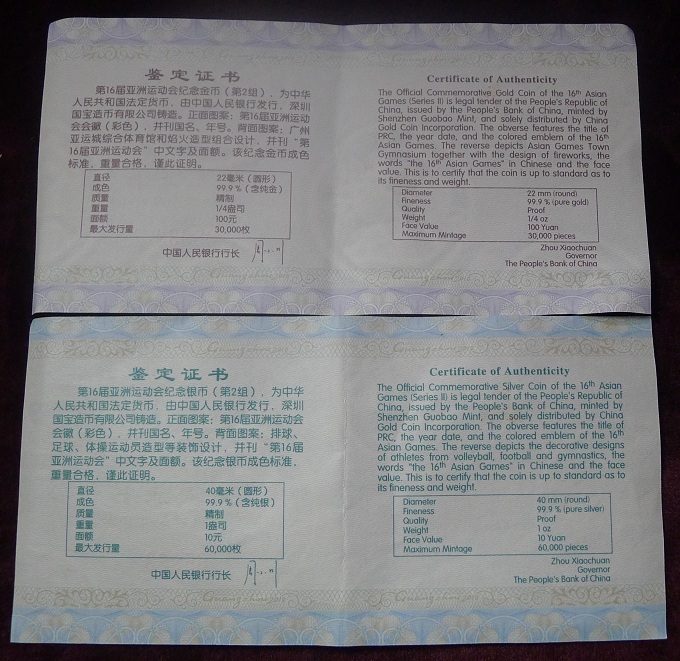 鉴定证书
第16届亚洲运动会纪念金币（第2组），为中华
人民共和国法定货币，由中国人民银行发行，深圳
国宝造币有限公司铸造。正面图案：第16届亚洲运动
会会徽（彩色），并刊国名、年号。背面图案：广州
亚运城综合体育馆和焰火造型组合设计，并刊“第
16届亚洲运动会”中文字及面额。该纪念金币成色
标准，重量合格，谨此证明。
直径 22毫米（圆形）
成色 99.9％（含纯金）
质量 精制
重量 1/4盎司
面额 100元
最大发行量 30,000枚
中国人民银行行长
Certificate of Authenticity
The Official Commemorative Gold Coin of the 16th Asian
Games (Series II) is legal tender of the People's Republic of
China, issued by the People's Bank of China, minted by
Shenzhen Guobao Mint, and solely distributed by China
Gold Coin Incorporation. The obverse features the title of
PRC, the year date, and the colored emblem of the 16th
Asian Games. The reverse depicts Asian Games Town
Gymnasium together with the design of fireworks, the
words "the 16th Asian Games" in Chinese and the face
value. This is to certify that the coin is up to standard as to
its fineness and weight.
Diameter 22 mm (round)
Fineness 99.9 % (pure gold)
Quality Proof
Weight 1/4 oz
Face Value 100 Yuan
Maximum Mintage 30,000 pieces
Zhou Xiaochuan
Governor
The People's Bank of China
鉴定证书
第16届亚洲运动会纪念银币（第2组），为中华
人民共和国法定货币，由中国人民银行发行，深圳
国宝造币有限公司铸造。正面图案：第16届亚洲运动会
会徽（彩色），并刊国名、年号。背面图案：排球、
足球、体操运动员造型等装饰设计，并刊“第16届
亚洲运动会”中文字及面额。该纪念银币成色标准，
重量合格，谨此证明。
直径 40毫米（圆形）
成色 99.9％（含纯银）
质量 精制
重量 1盎司
面额 10元
最大发行量 60,000枚
中国人民银行行长
Certificate of Authenticity
The Official Commemorative Silver Coin of the 16th Asian
Games (Series II) is legal tender of the People's Republic of
China, issued by the People's Bank of China, minted by
Shenzhen Guobao Mint, and solely distributed by China
Gold Coin Incorporation. The obverse features the title of
PRC, the year date, and the colored emblem of the 16th
Asian Games. The reverse depicts the decorative designs
of athletes from volleyball, football and gymnastics, the
words "the 16th Asian Games" in Chinese and the face
value. This is to certify that the coin is up to standard as to
its fineness and weight.
Diameter 40 mm (round)
Fineness 99.9 % (pure silver)
Quality Proof
Weight 1 oz
Face Value 10 Yuan
Maximum Mintage 60,000 pieces
Zhou Xiaochuan
Governor
The People's Bank of China